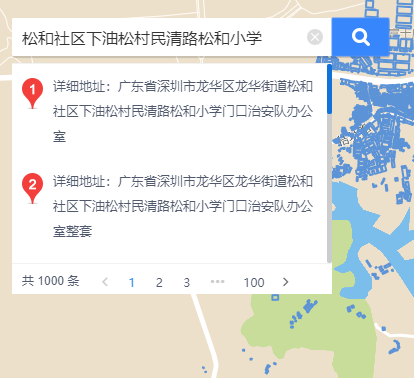 松和社区下油松村民清路松和小学
1
详细地址：广东省深圳市龙华区龙华街道松和
社区下油松村民清路松和小学门口治安队办公
室
2
详细地址：广东省深圳市龙华区龙华街道松和
社区下油松村民清路松和小学门口治安队办公
室整套
共 1000 条 < 1 2 3 ••• 100 >